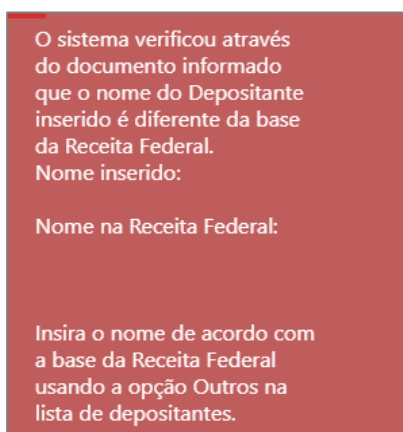 O sistema verificou através
do documento informado
que o nome do Depositante
inserido é diferente da base
da Receita Federal.
Nome inserido:
Nome na Receita Federal:
Insira o nome de acordo com
a base da Receita Federal
usando a opção Outros na
lista de depositantes.